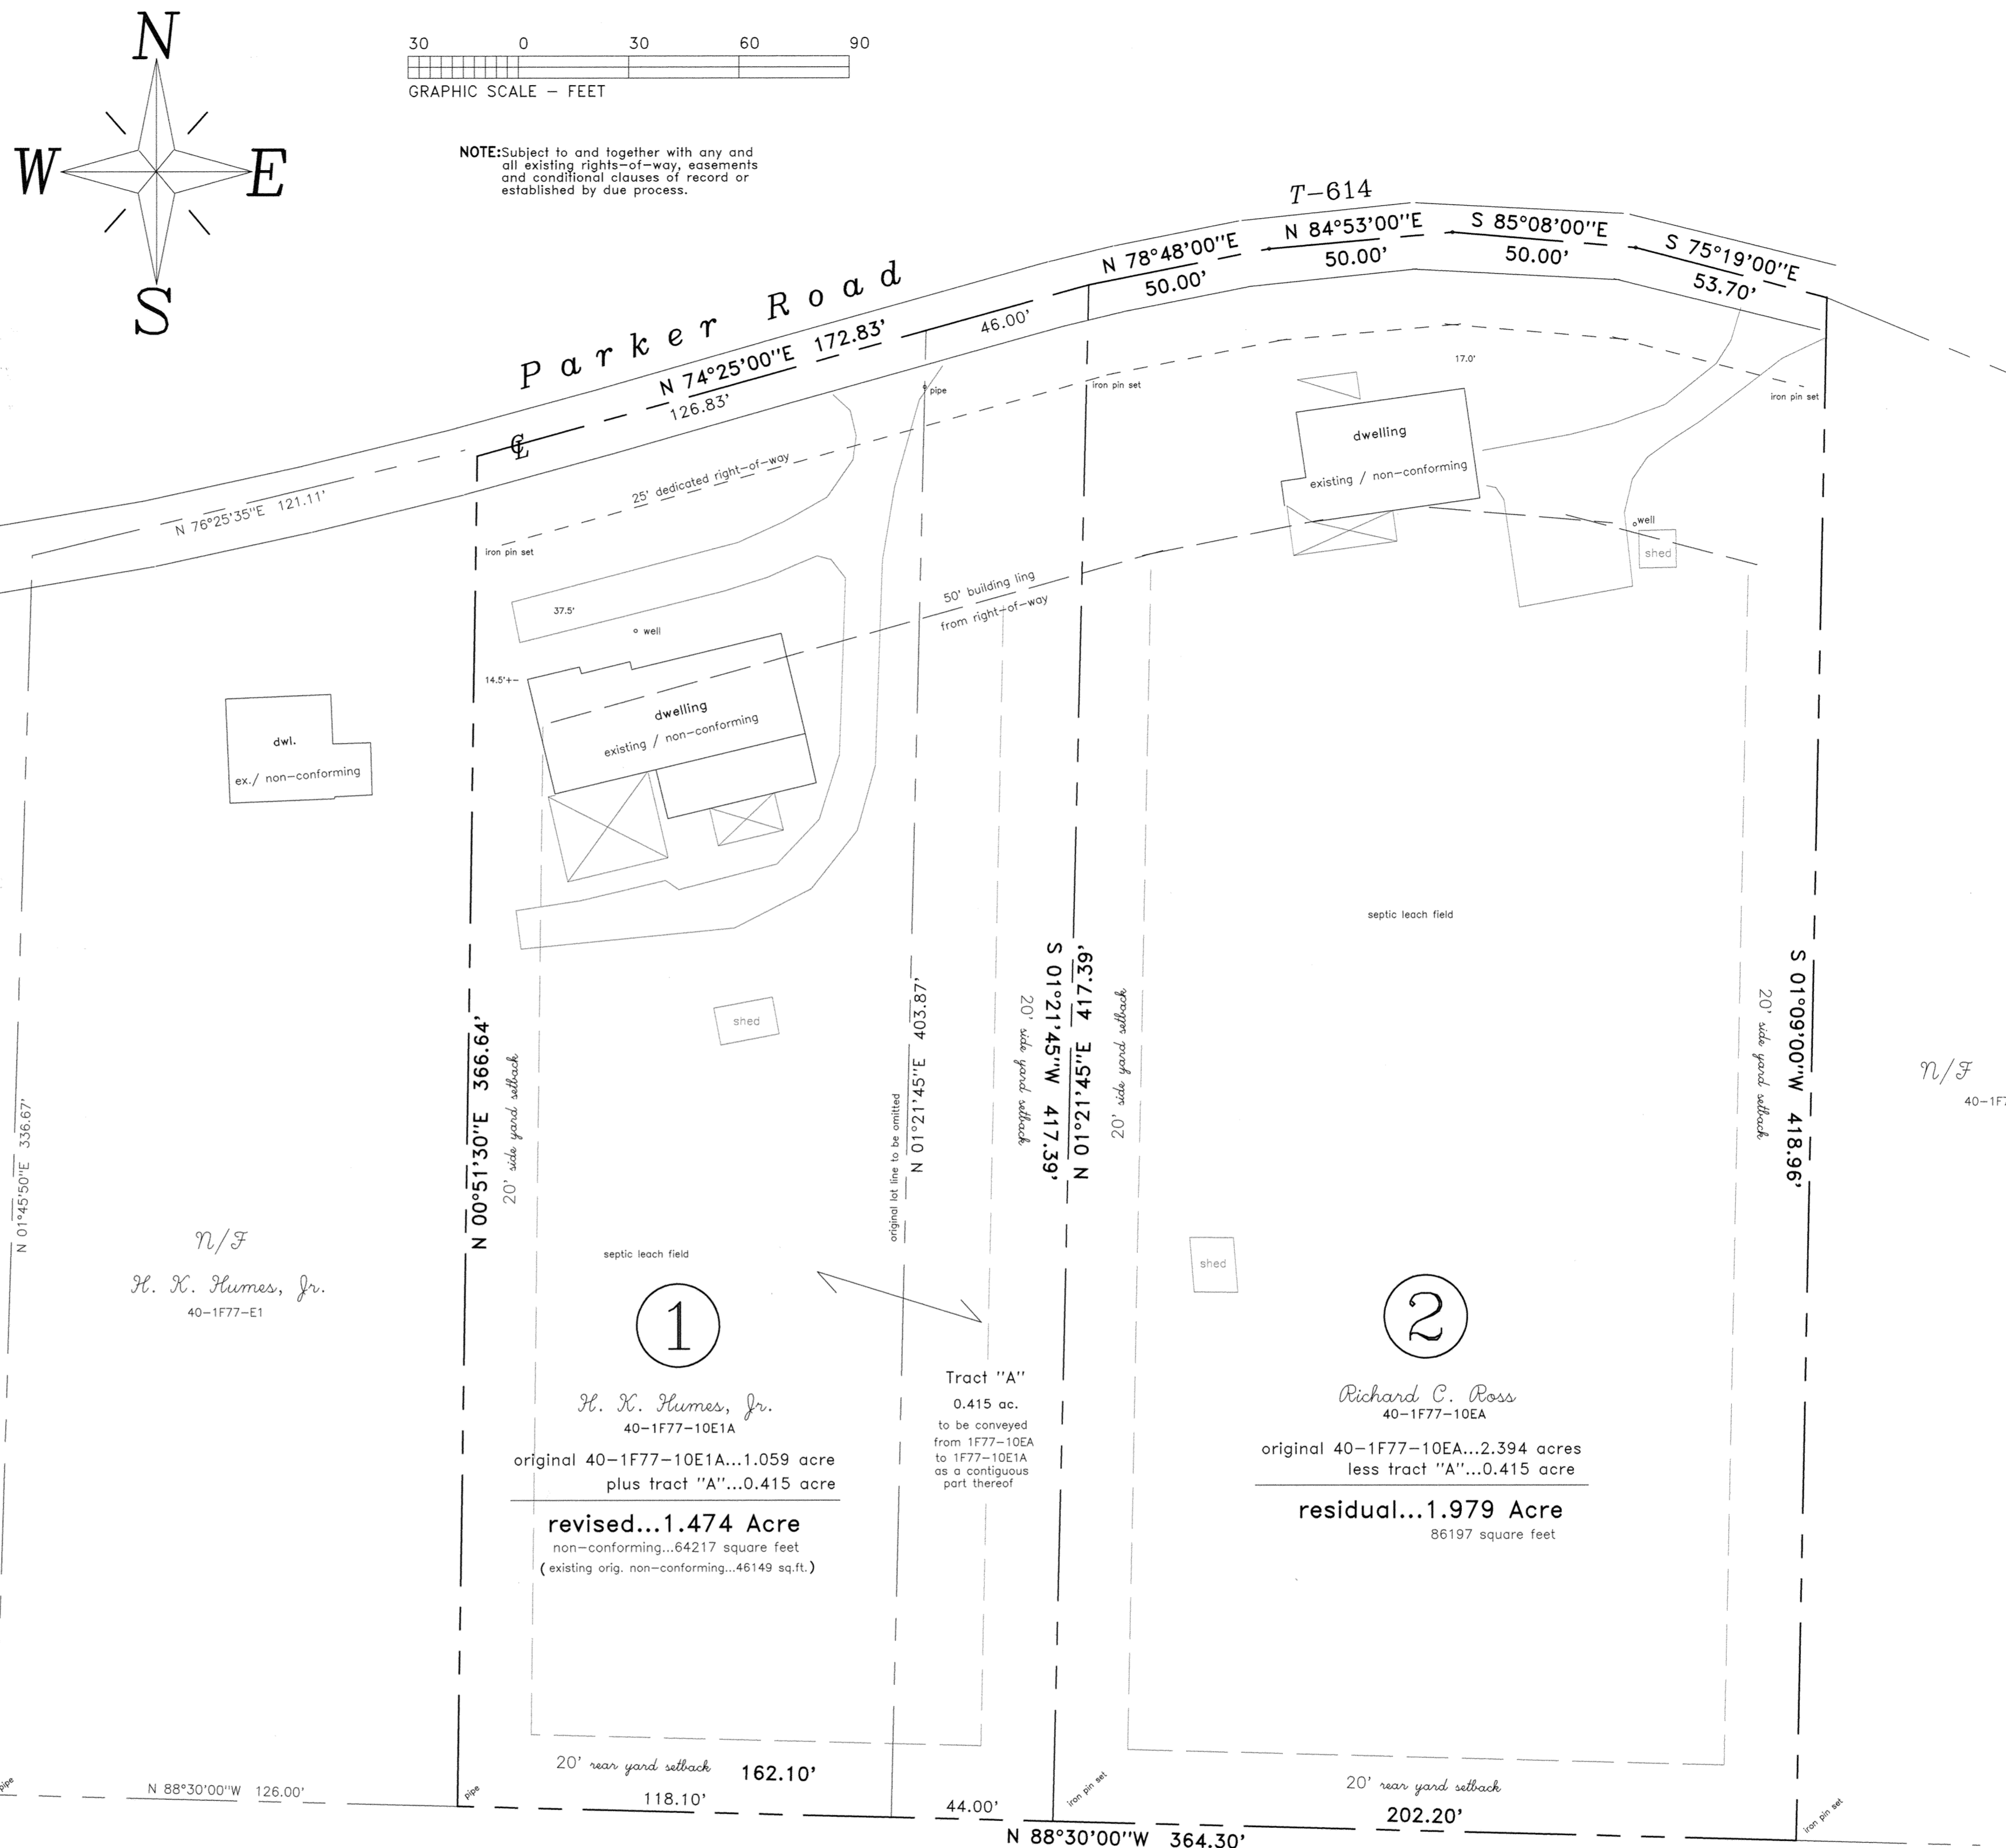 N
W
E
S
30 0 30 60 90
GRAPHIC SCALE – FEET
NOTE:Subject to and together with any and
all existing rights–of–way, easements
and conditional clauses of record or
established by due process.
T–614
Parker Road
N 76°25'35"E 121.11'
N 74°25'00"E 172.83'
126.83'
46.00'
N 78°48'00"E
50.00'
N 84°53'00"E
50.00'
S 85°08'00"E
50.00'
S 75°19'00"E
53.70'
℄
pipe
iron pin set
17.0'
iron pin set
25' dedicated right–of–way
iron pin set
dwelling
existing / non–conforming
well
shed
50' building ling
from right–of–way
37.5'
well
14.5'+–
dwelling
existing / non–conforming
dwl.
ex./ non–conforming
septic leach field
shed
N 01°45'50"E 336.67'
N 00°51'30"E 366.64'
20' side yard setback
original lot line to be omitted
N 01°21'45"E 403.87'
20' side yard setback
S 01°21'45"W 417.39'
N 01°21'45"E 417.39'
20' side yard setback
20' side yard setback
S 01°09'00"W 418.96'
N/F
40–1F7
N/F
H. K. Humes, Jr.
40–1F77–E1
septic leach field
shed
1
H. K. Humes, Jr.
40–1F77–10E1A
original 40–1F77–10E1A...1.059 acre
plus tract "A"...0.415 acre
revised...1.474 Acre
non–conforming...64217 square feet
( existing orig. non–conforming...46149 sq.ft.)
Tract "A"
0.415 ac.
to be conveyed
from 1F77–10EA
to 1F77–10E1A
as a contiguous
part thereof
2
Richard C. Ross
40–1F77–10EA
original 40–1F77–10EA...2.394 acres
less tract "A"...0.415 acre
residual...1.979 Acre
86197 square feet
pipe
N 88°30'00"W 126.00'
pipe
20' rear yard setback 162.10'
118.10'
44.00'
iron pin set
20' rear yard setback
202.20'
iron pin set
N 88°30'00"W 364.30'